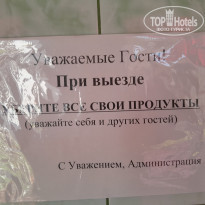 TOP HOTELS
Уважаемые Гости!
При выезде
ВСЕ СВОИ ПРОДУКТЫ
(уважайте себя и других гостей)
С Уважением, Администрация